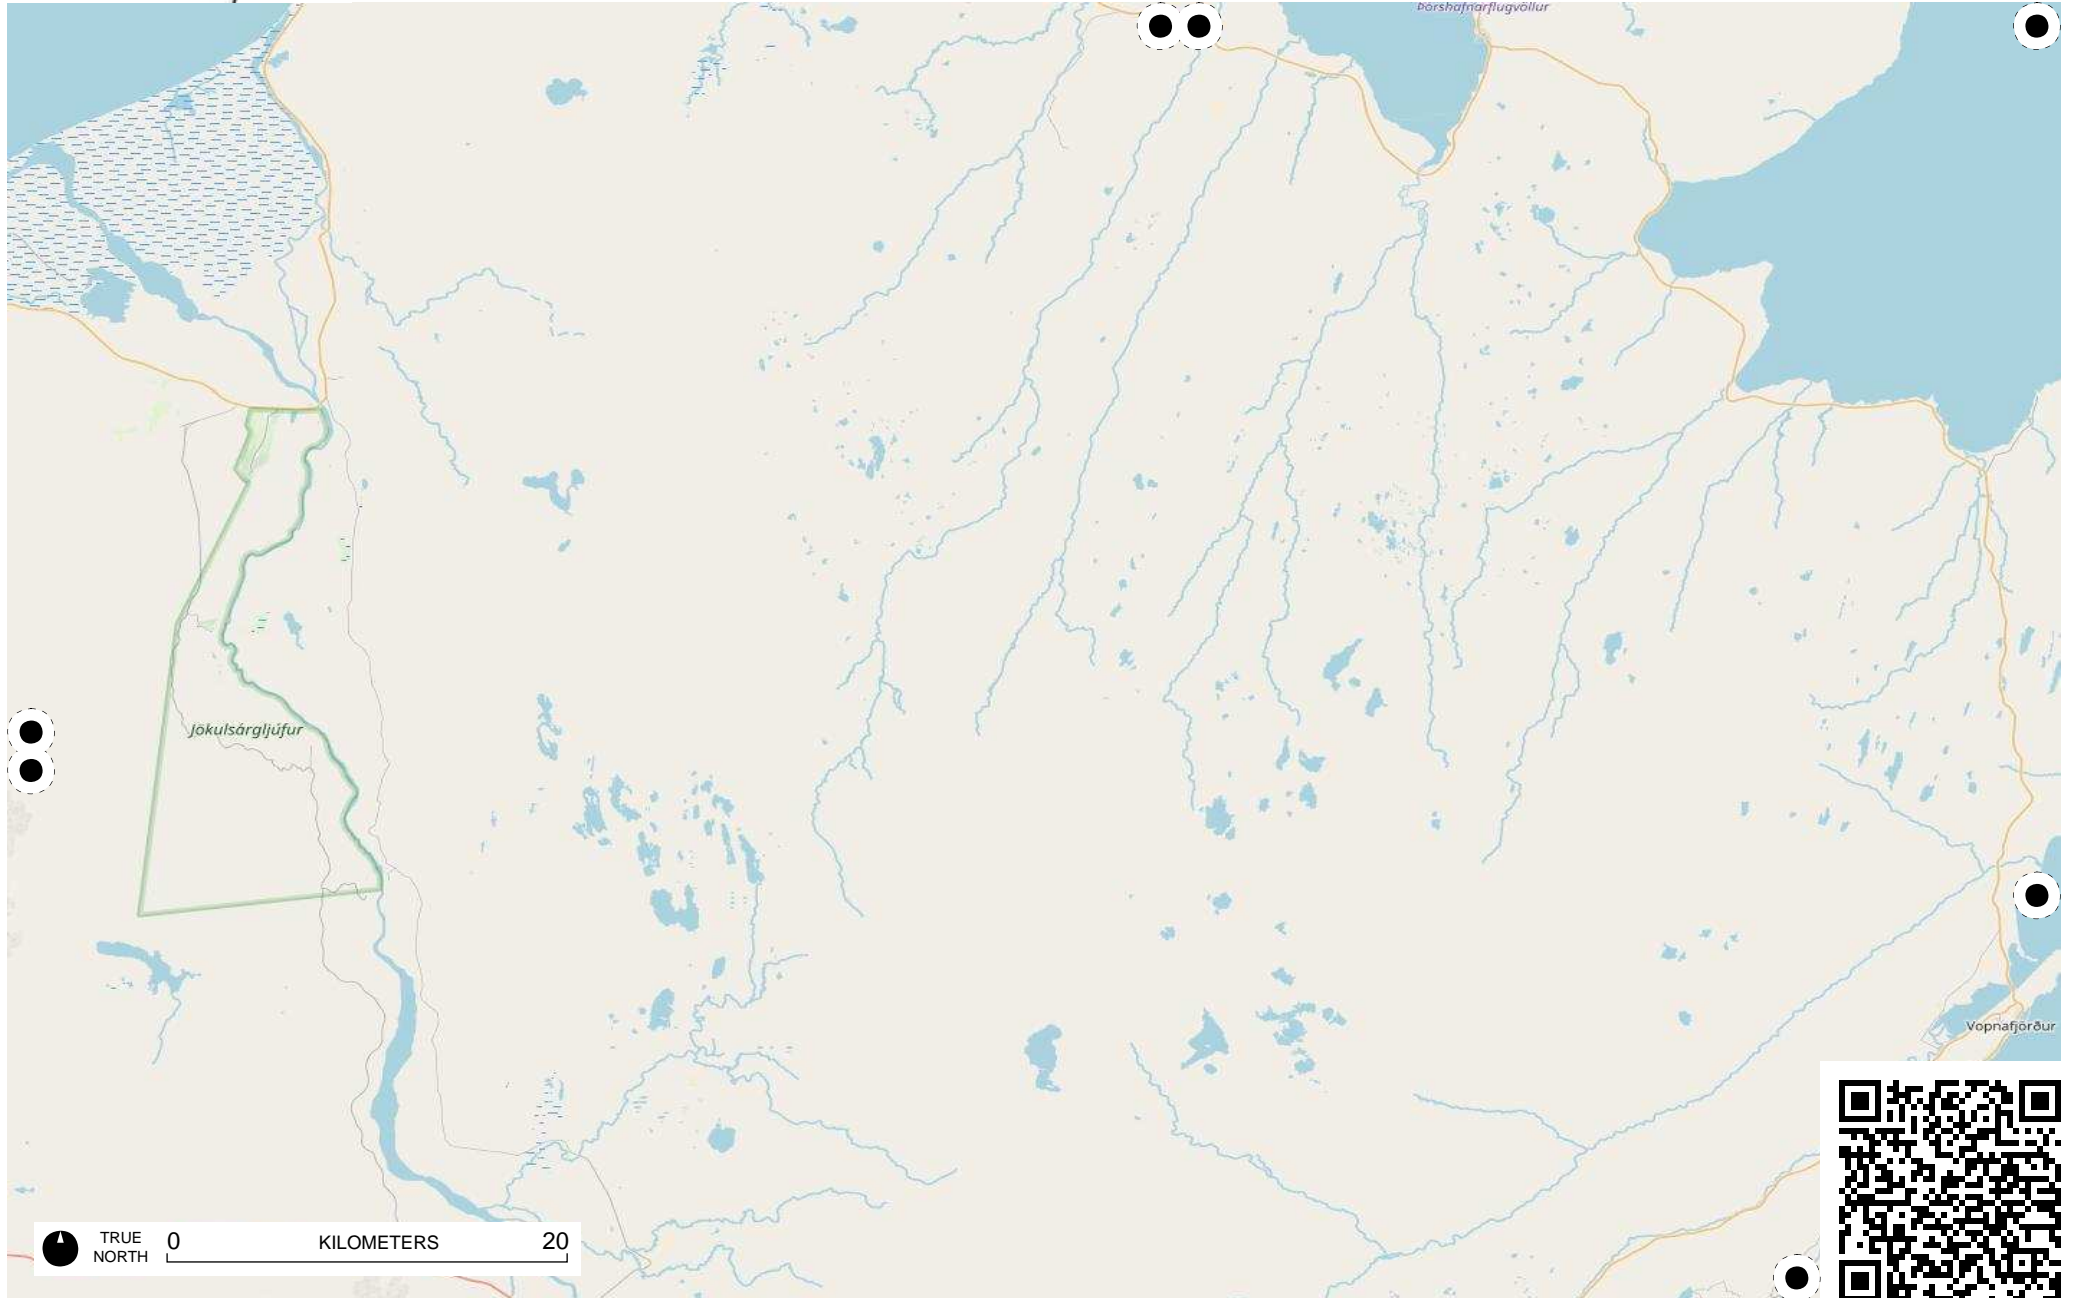 Þórshafnarflugvöllur
Jökulsárgljúfur
Vopnafjörður
TRUE
NORTH
0 KILOMETERS 20